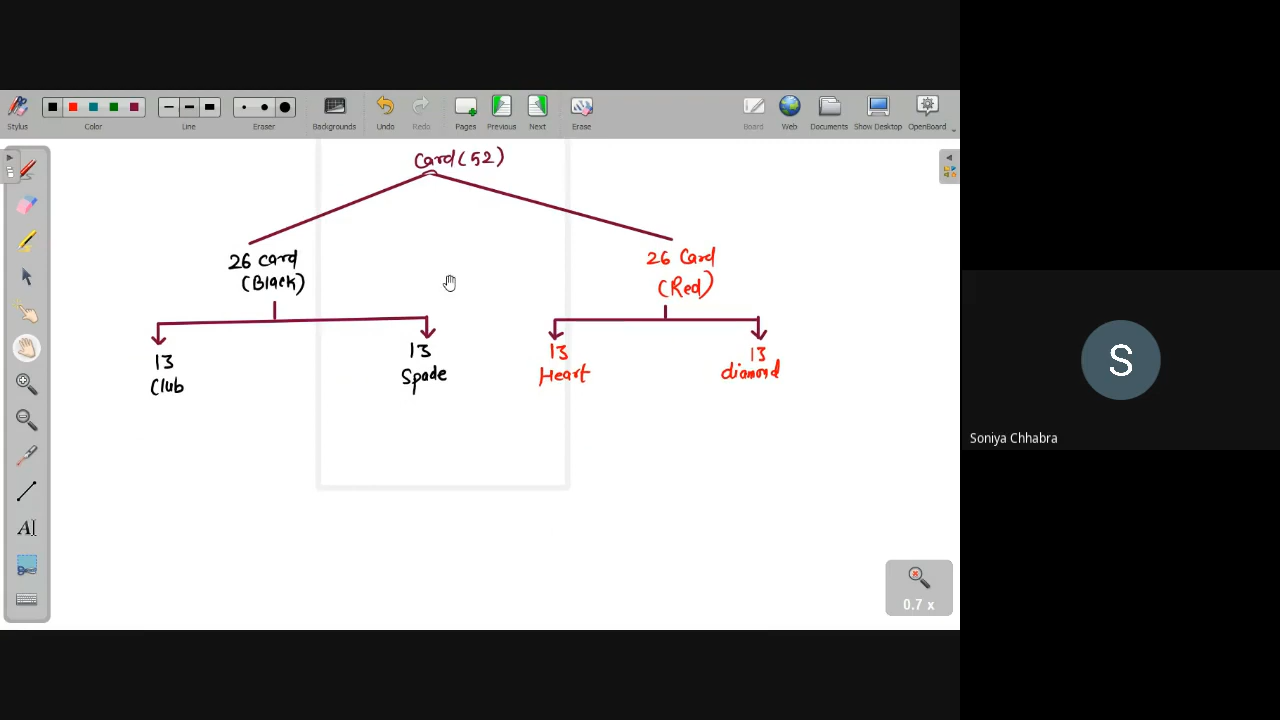 Stylus
Color
Line
Eraser
Backgrounds
Undo
Redo
Pages
Previous
Next
Erase
Board
Web
Documents
Show Desktop
OpenBoard
Card (52)
26 Card
(Black)
26 Card
(Red)
13
Club
13
Spade
13
Heart
13
diamond
A
0.7 x
S
Soniya Chhabra